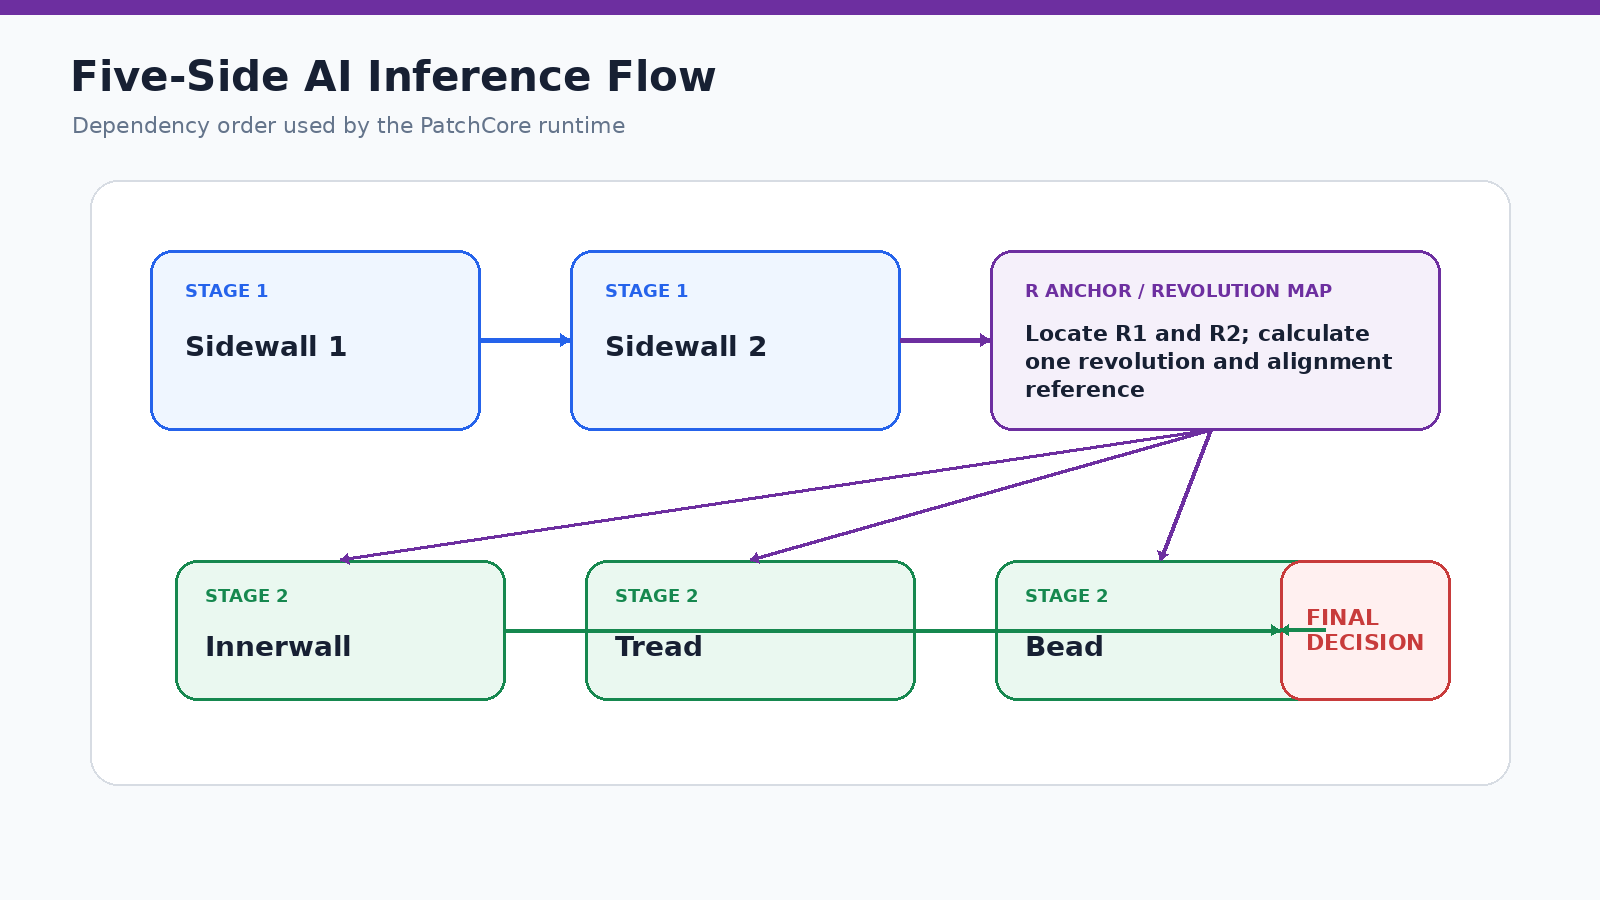 Five-Side AI Inference Flow
Dependency order used by the PatchCore runtime
STAGE 1
Sidewall 1
STAGE 1
Sidewall 2
R ANCHOR / REVOLUTION MAP
Locate R1 and R2; calculate
one revolution and alignment
reference
STAGE 2
Innerwall
STAGE 2
Tread
STAGE 2
Bead
FINAL
DECISION